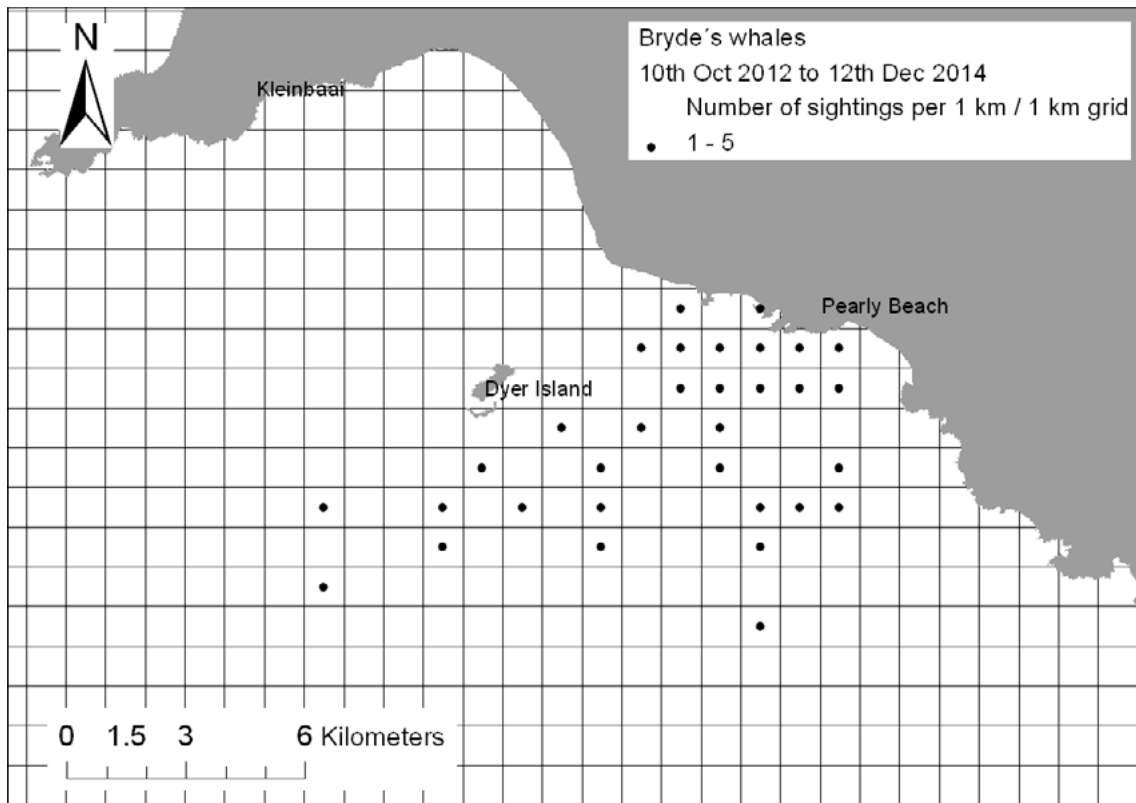 N
Bryde´s whales
10th Oct 2012 to 12th Dec 2014
Number of sightings per 1 km / 1 km grid
1 - 5
Kleinbaai
Pearly Beach
Dyer Island
0 1.5 3 6 Kilometers